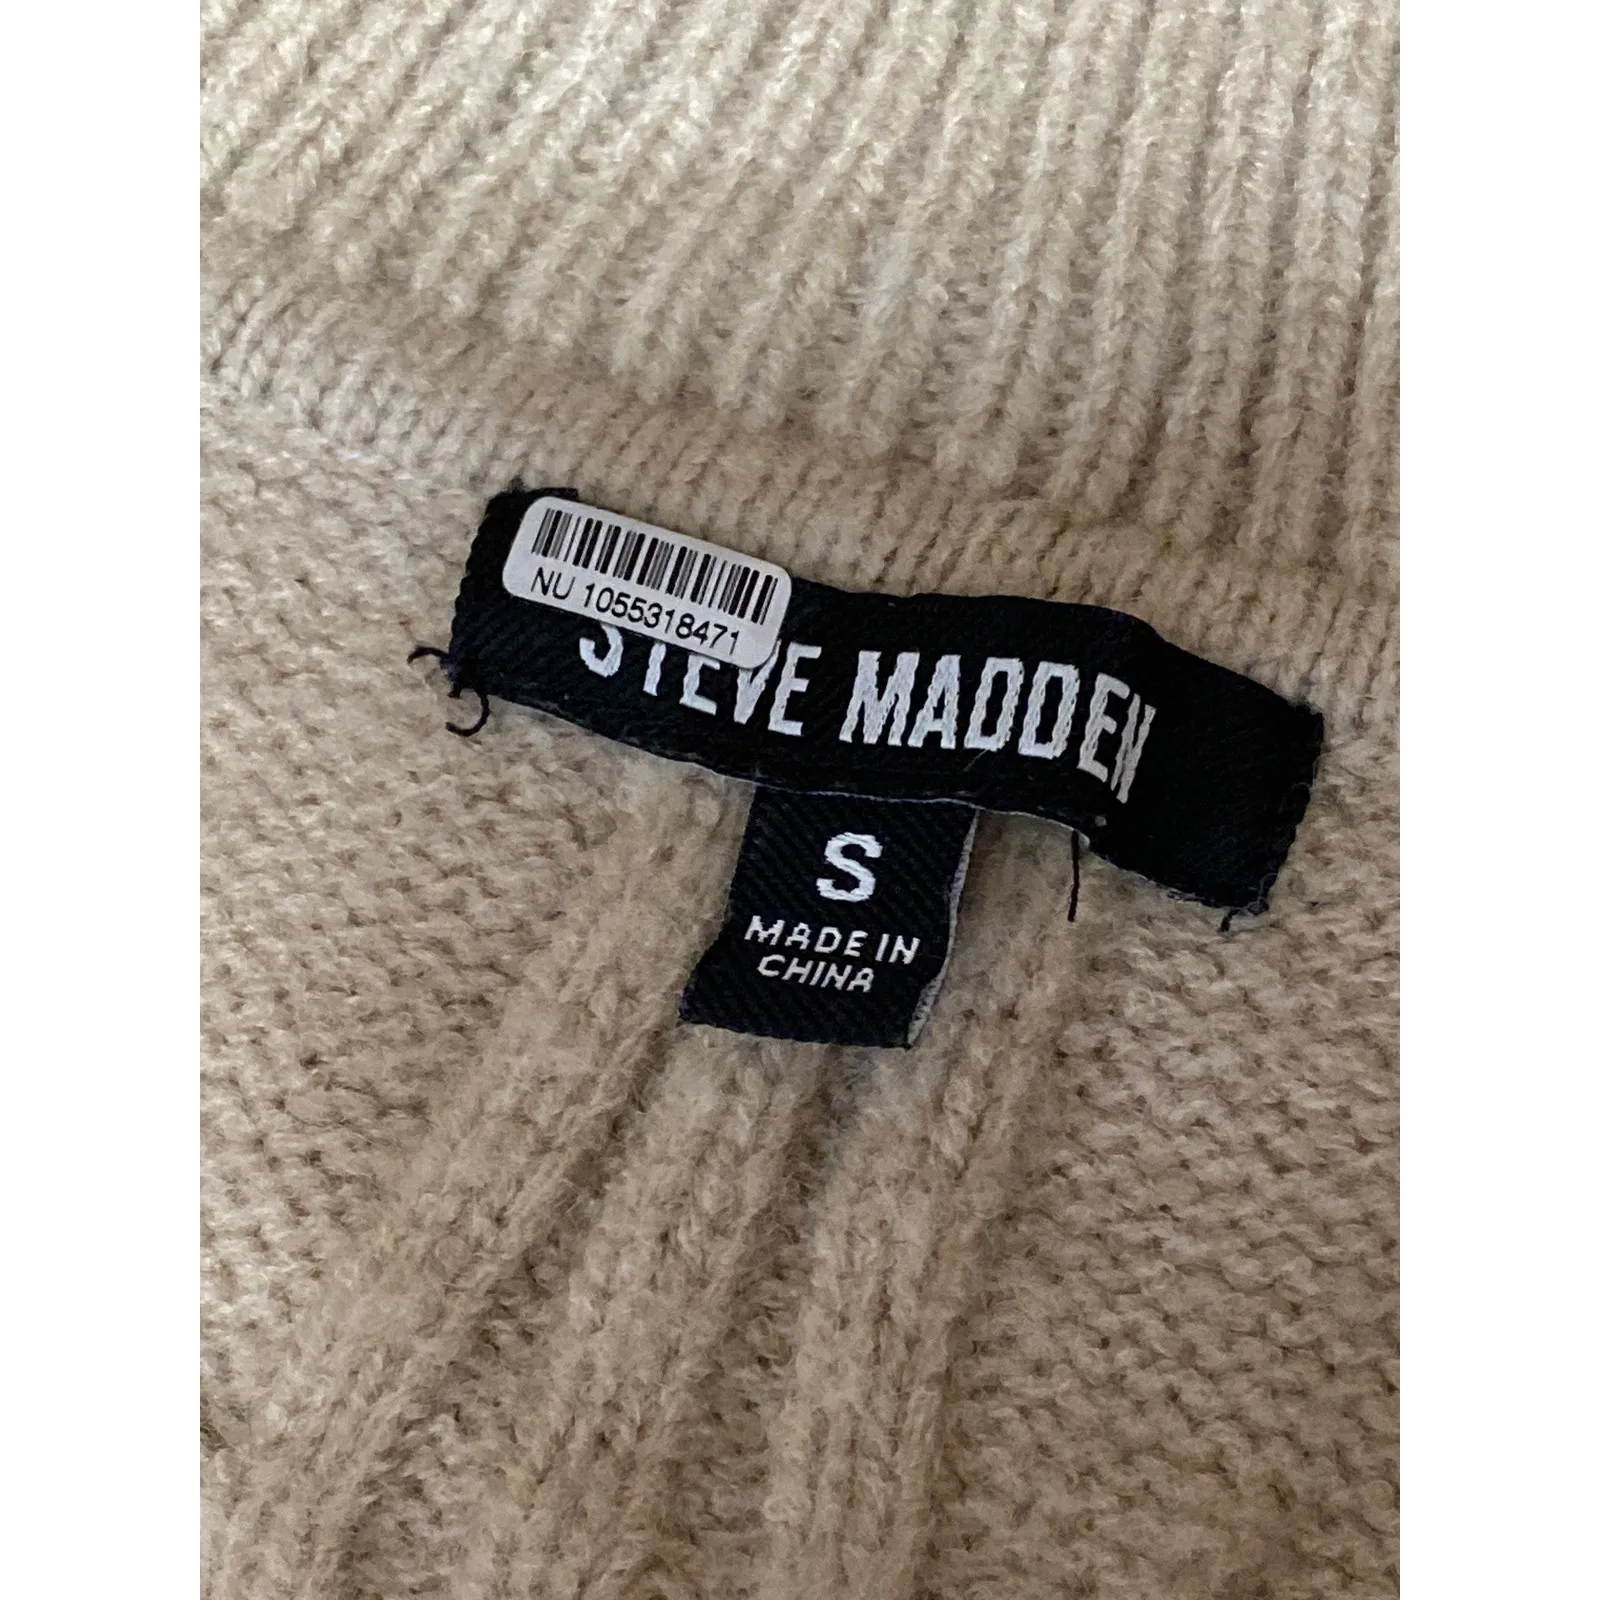 NU 1055318471
STEVE MADDEN
S
MADE IN
CHINA